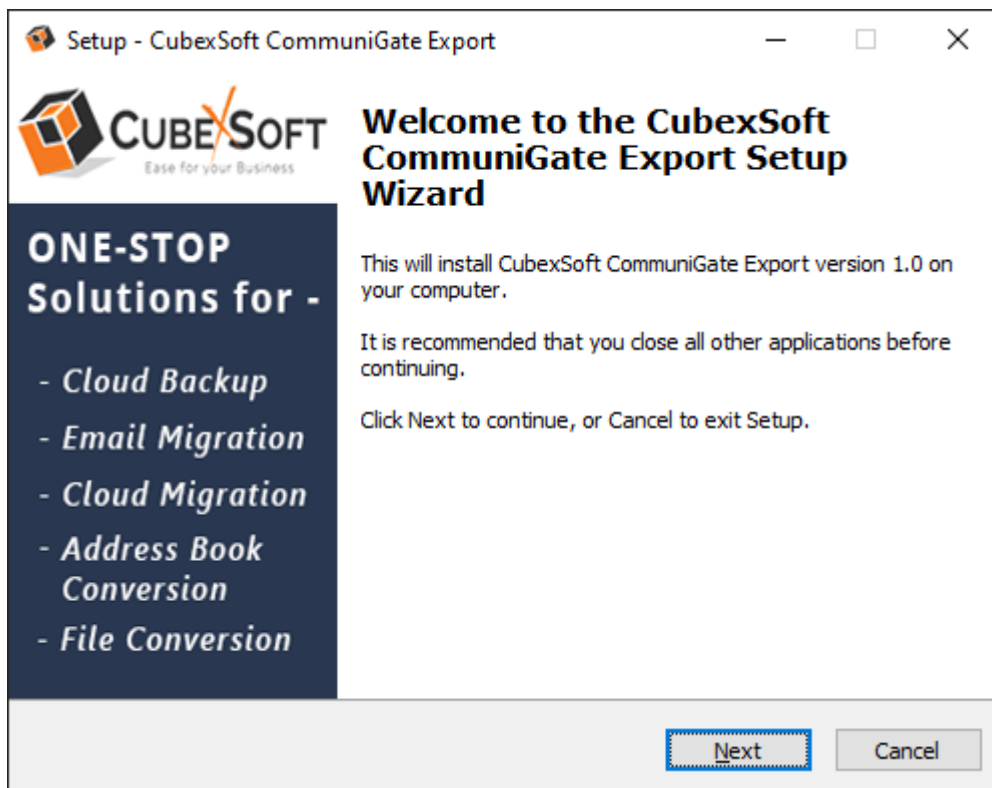 Setup - CubexSoft CommuniGate Export
CUBEXSOFT
Ease for your Business
ONE-STOP
Solutions for -
- Cloud Backup
- Email Migration
- Cloud Migration
- Address Book
Conversion
- File Conversion
Welcome to the CubexSoft
CommuniGate Export Setup
Wizard
This will install CubexSoft CommuniGate Export version 1.0 on
your computer.
It is recommended that you close all other applications before
continuing.
Click Next to continue, or Cancel to exit Setup.
Next
Cancel